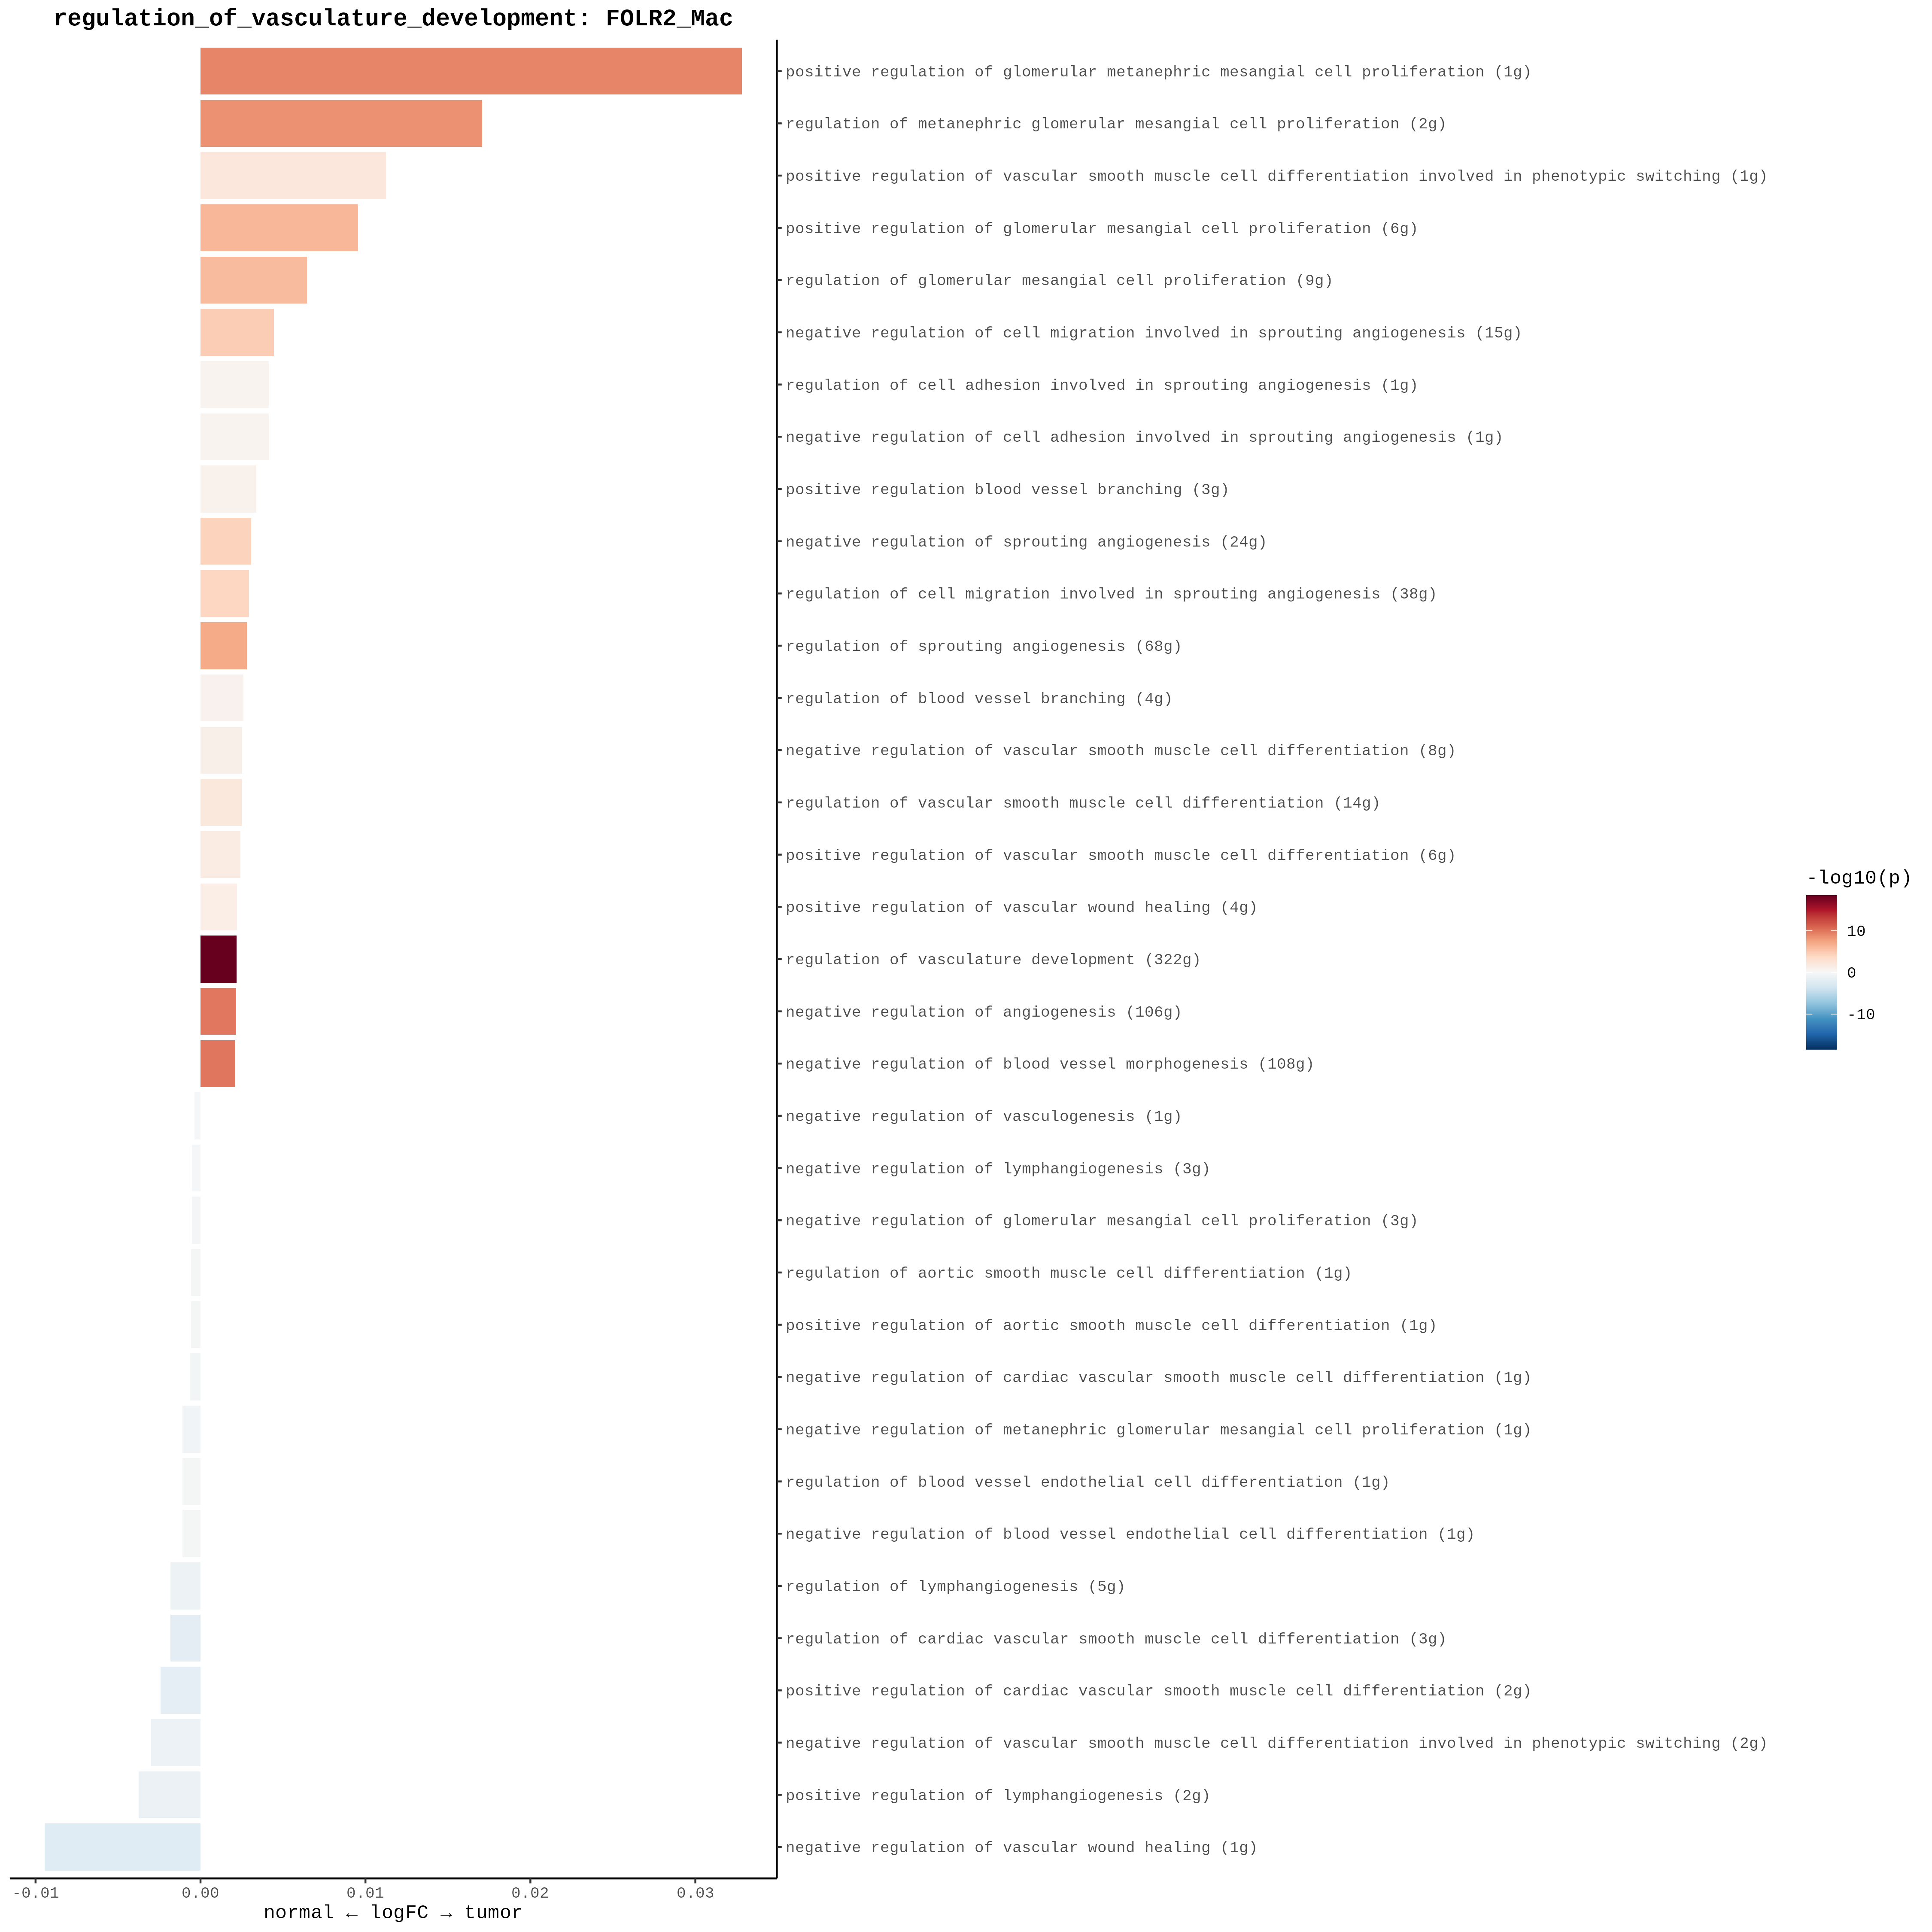 regulation_of_vasculature_development: FOLR2_Mac
positive regulation of glomerular metanephric mesangial cell proliferation (1g)
regulation of metanephric glomerular mesangial cell proliferation (2g)
positive regulation of vascular smooth muscle cell differentiation involved in phenotypic switching (1g)
positive regulation of glomerular mesangial cell proliferation (6g)
regulation of glomerular mesangial cell proliferation (9g)
negative regulation of cell migration involved in sprouting angiogenesis (15g)
regulation of cell adhesion involved in sprouting angiogenesis (1g)
negative regulation of cell adhesion involved in sprouting angiogenesis (1g)
positive regulation blood vessel branching (3g)
negative regulation of sprouting angiogenesis (24g)
regulation of cell migration involved in sprouting angiogenesis (38g)
regulation of sprouting angiogenesis (68g)
regulation of blood vessel branching (4g)
negative regulation of vascular smooth muscle cell differentiation (8g)
regulation of vascular smooth muscle cell differentiation (14g)
positive regulation of vascular smooth muscle cell differentiation (6g)
positive regulation of vascular wound healing (4g)
regulation of vasculature development (322g)
negative regulation of angiogenesis (106g)
negative regulation of blood vessel morphogenesis (108g)
negative regulation of vasculogenesis (1g)
negative regulation of lymphangiogenesis (3g)
negative regulation of glomerular mesangial cell proliferation (3g)
regulation of aortic smooth muscle cell differentiation (1g)
positive regulation of aortic smooth muscle cell differentiation (1g)
negative regulation of cardiac vascular smooth muscle cell differentiation (1g)
negative regulation of metanephric glomerular mesangial cell proliferation (1g)
regulation of blood vessel endothelial cell differentiation (1g)
negative regulation of blood vessel endothelial cell differentiation (1g)
regulation of lymphangiogenesis (5g)
regulation of cardiac vascular smooth muscle cell differentiation (3g)
positive regulation of cardiac vascular smooth muscle cell differentiation (2g)
negative regulation of vascular smooth muscle cell differentiation involved in phenotypic switching (2g)
positive regulation of lymphangiogenesis (2g)
negative regulation of vascular wound healing (1g)
-0.01 0.00 0.01 0.02 0.03
normal ← logFC → tumor
-log10(p)
10
0
-10